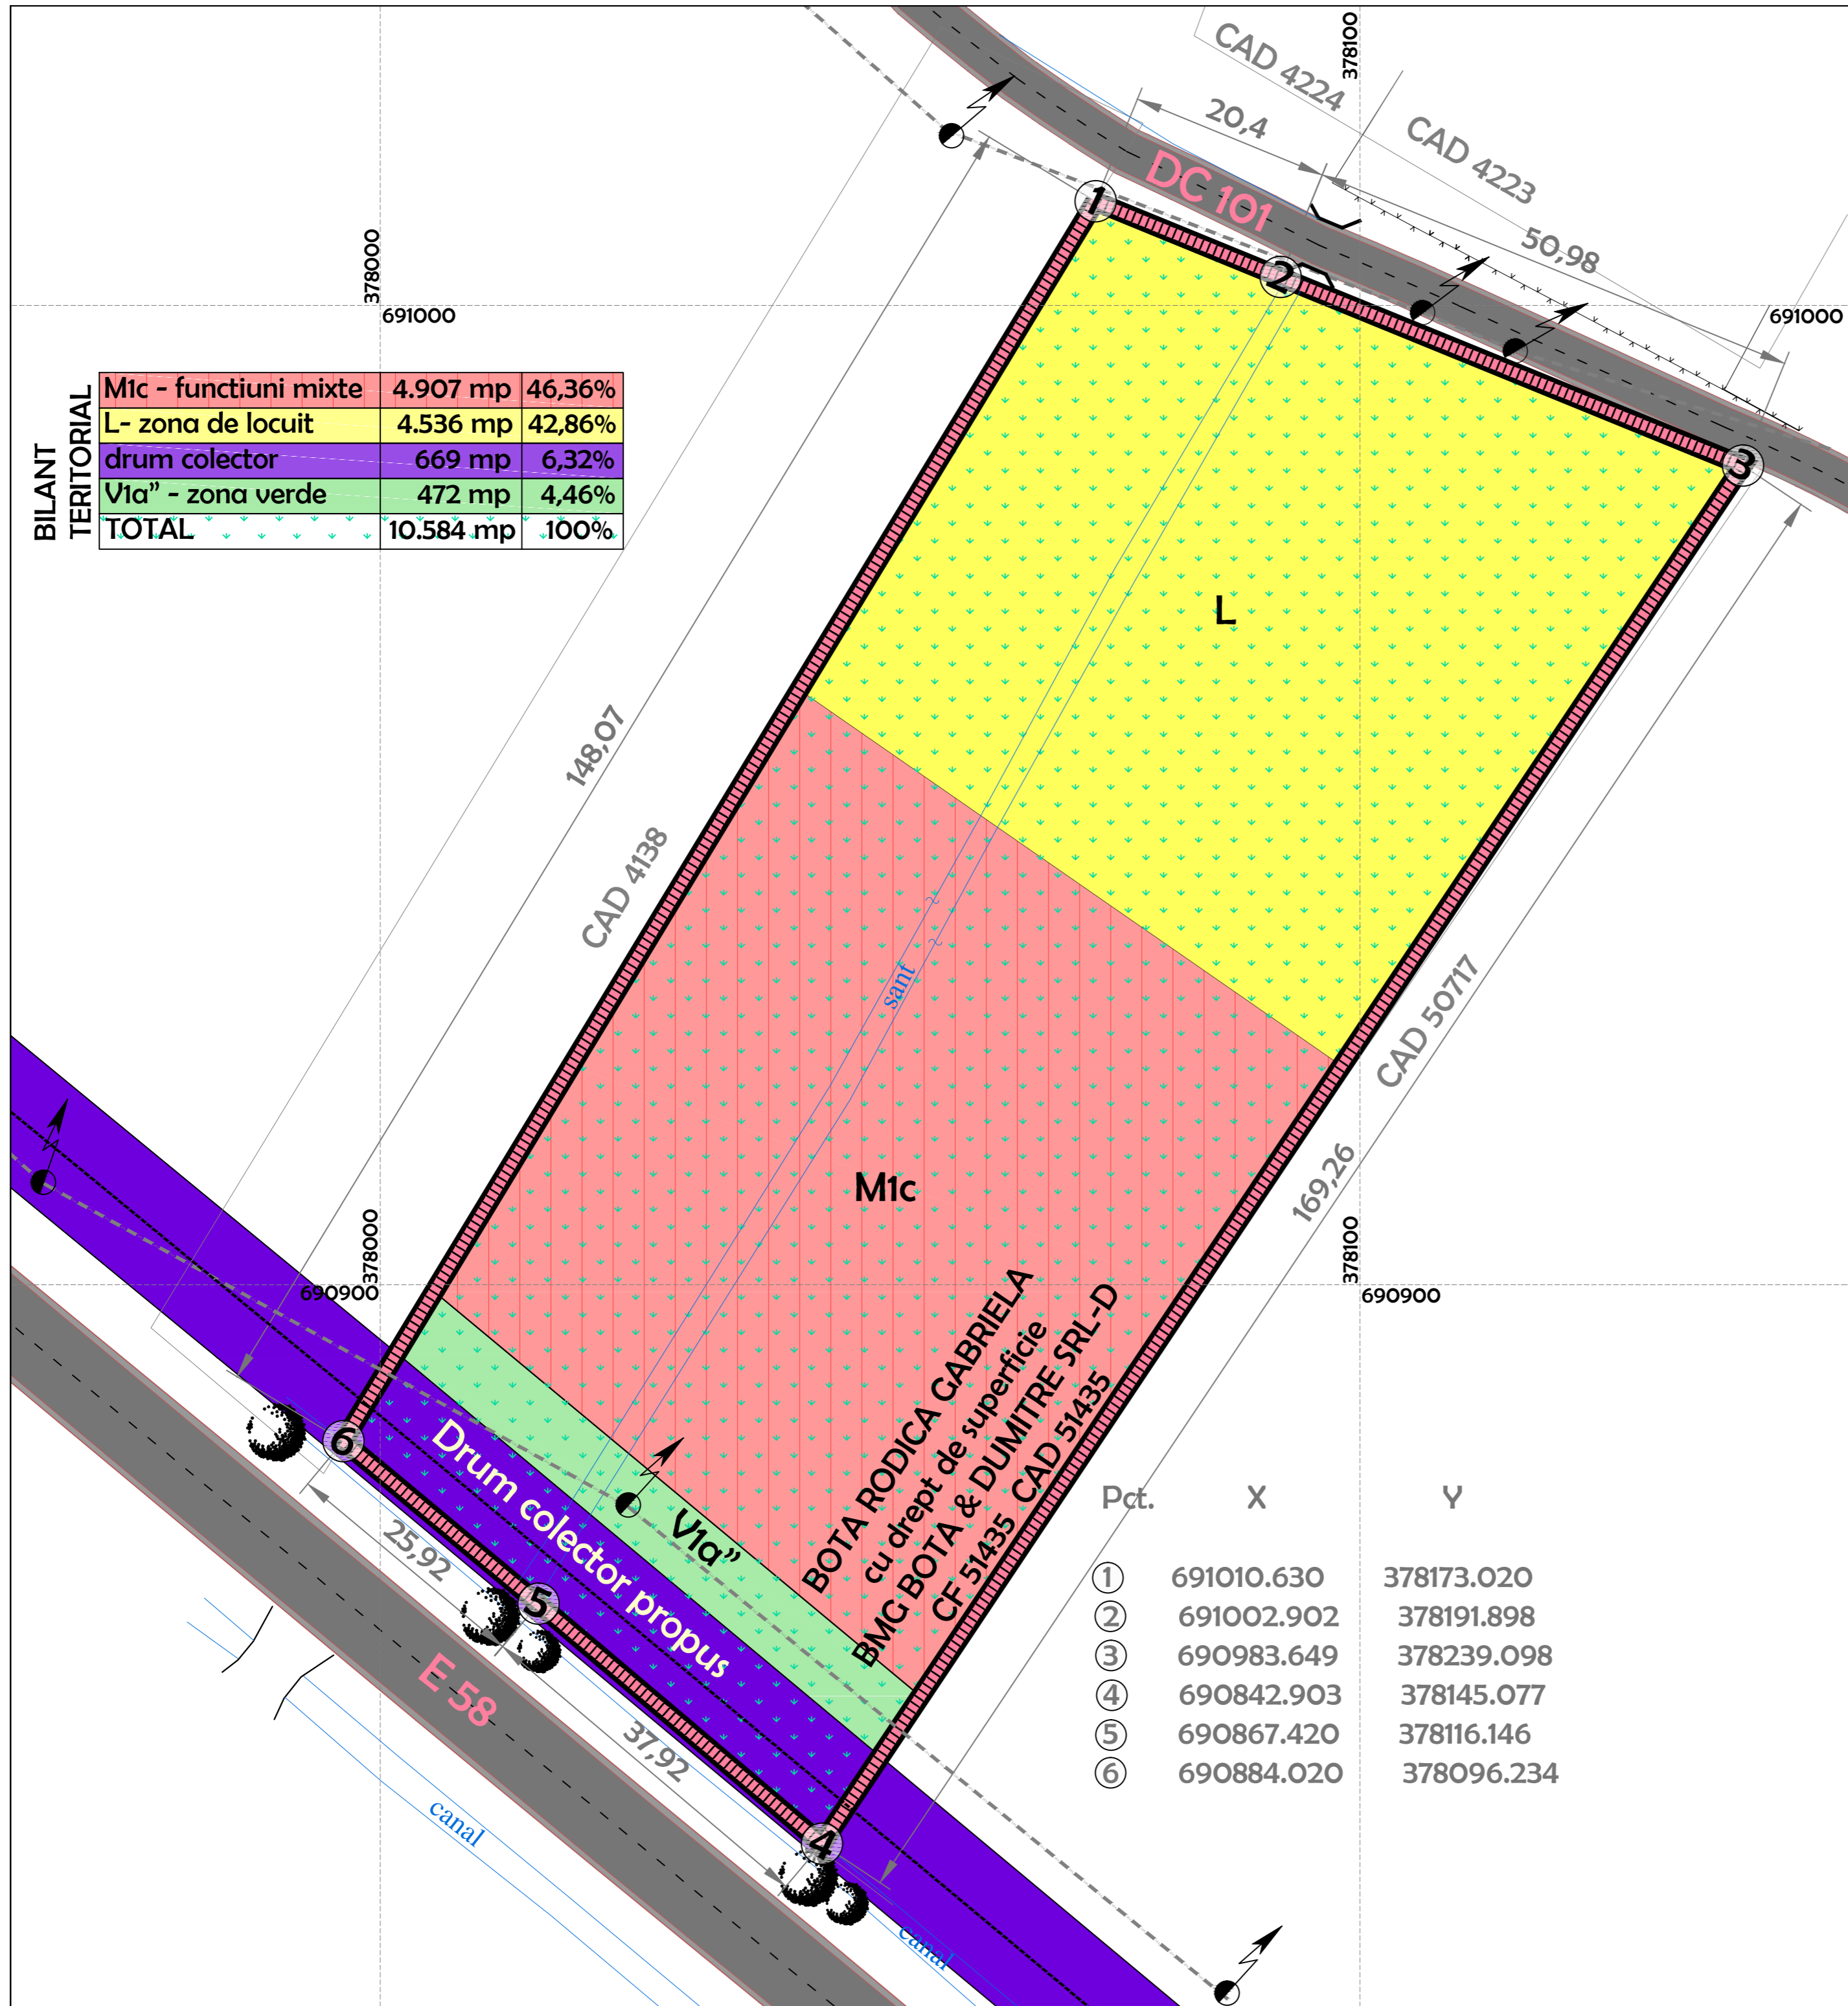 CAD 4224
378100
20,4
CAD 4223
DC 101
1
50,98
2
378000
691000
691000
3
BILANT
TERITORIAL
M1c - functiuni mixte 4.907 mp 46,36%
L- zona de locuit 4.536 mp 42,86%
drum colector 669 mp 6,32%
V1a” - zona verde 472 mp 4,46%
TOTAL 10.584 mp 100%
L
148,07
CAD 4138
sant
CAD 50717
M1c
169,26
378000
690900
378100
690900
BOTA RODICA GABRIELA
cu drept de superficie
BMG BOTA & DUMITRE SRL-D
CF 51435 CAD 51435
6
Drum colector propus
V1a”
25,92
5
E 58
37,92
4
canal
canal
Pct. X Y
1 691010.630 378173.020
2 691002.902 378191.898
3 690983.649 378239.098
4 690842.903 378145.077
5 690867.420 378116.146
6 690884.020 378096.234